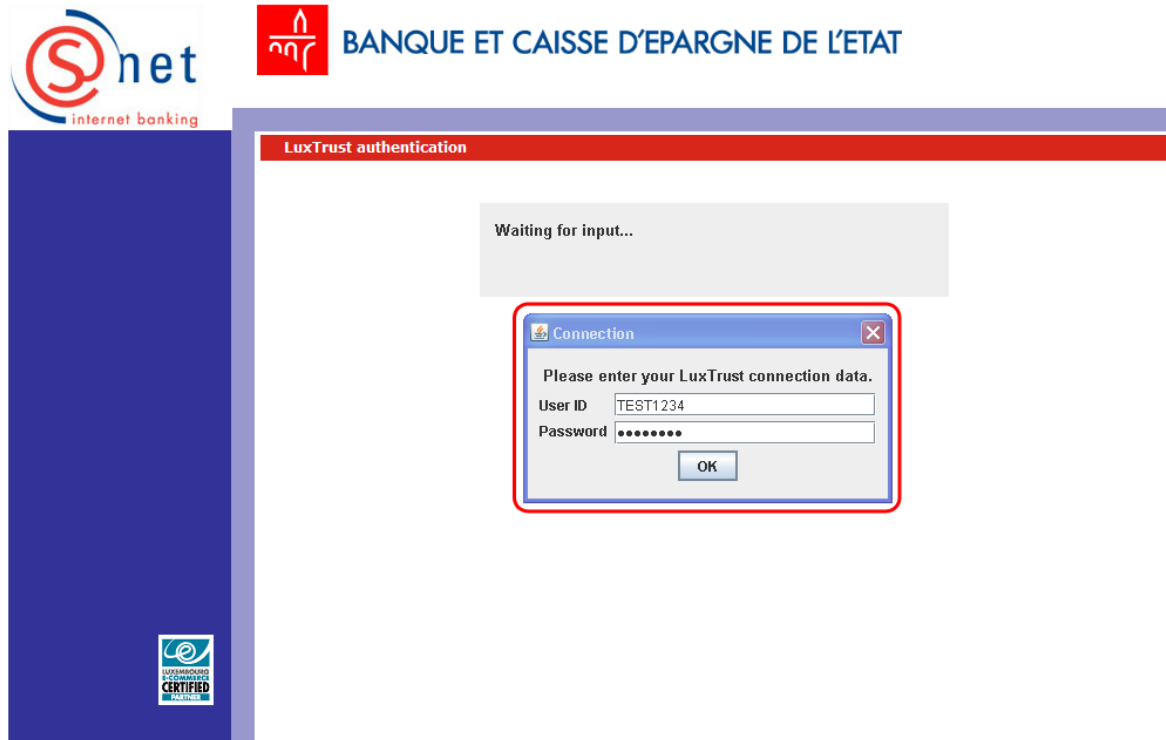 S net
internet banking
BANQUE ET CAISSE D'EPARGNE DE L'ETAT
LuxTrust authentication
Waiting for input...
Connection
Please enter your LuxTrust connection data.
User ID TEST1234
Password ••••••••
OK
LUXEMBOURG
E-COMMERCE
CERTIFIED
PARTNER